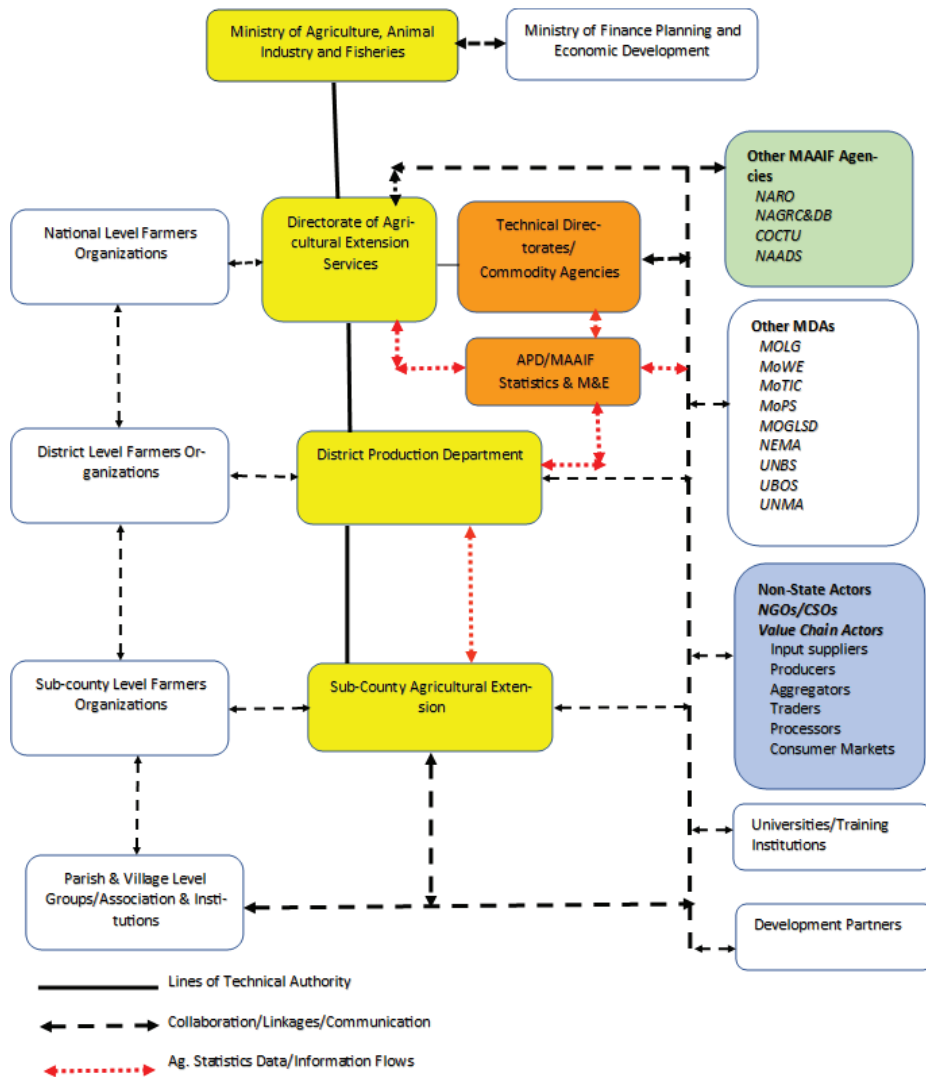 Ministry of Agriculture, Animal
Industry and Fisheries
Ministry of Finance Planning and
Economic Development
Other MAAIF Agen-
cies
NARO
NAGRC&DB
COCTU
NAADS
National Level Farmers
Organizations
Directorate of Agri-
cultural Extension
Services
Technical Direc-
torates/
Commodity Agencies
APD/MAAIF
Statistics & M&E
Other MDAs
MOLG
MoWE
MoTIC
MoPS
MOGLSD
NEMA
UNBS
UBOS
UNMA
District Level Farmers Or-
ganizations
District Production Department
Non-State Actors
NGOs/CSOs
Value Chain Actors
Input suppliers
Producers
Aggregators
Traders
Processors
Consumer Markets
Sub-county Level Farmers
Organizations
Sub-County Agricultural Exten-
sion
Universities/Training
Institutions
Parish & Village Level
Groups/Association & Insti-
tutions
Development Partners
Lines of Technical Authority
Collaboration/Linkages/Communication
Ag. Statistics Data/Information Flows